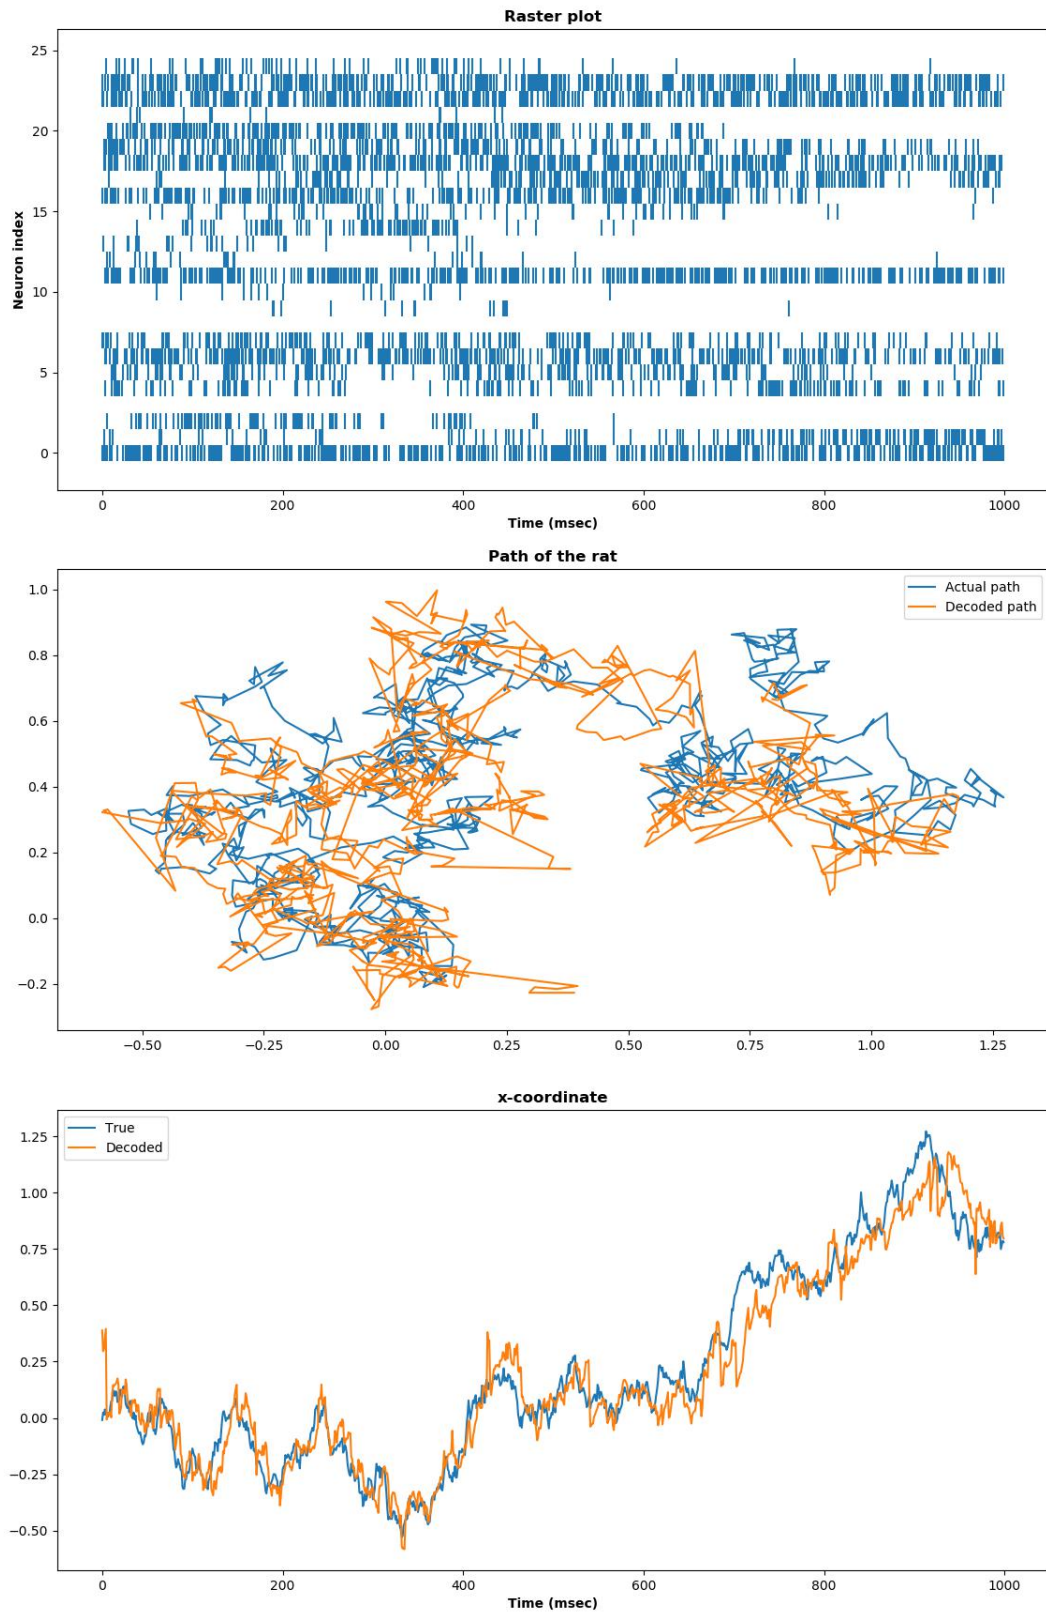 Raster plot
25
20
15
10
5
0
Neuron index
0 200 400 600 800 1000
Time (msec)
Path of the rat
Actual path
Decoded path
1.0
0.8
0.6
0.4
0.2
0.0
−0.2
−0.50 −0.25 0.00 0.25 0.50 0.75 1.00 1.25
x-coordinate
True
Decoded
1.25
1.00
0.75
0.50
0.25
0.00
−0.25
−0.50
0 200 400 600 800 1000
Time (msec)